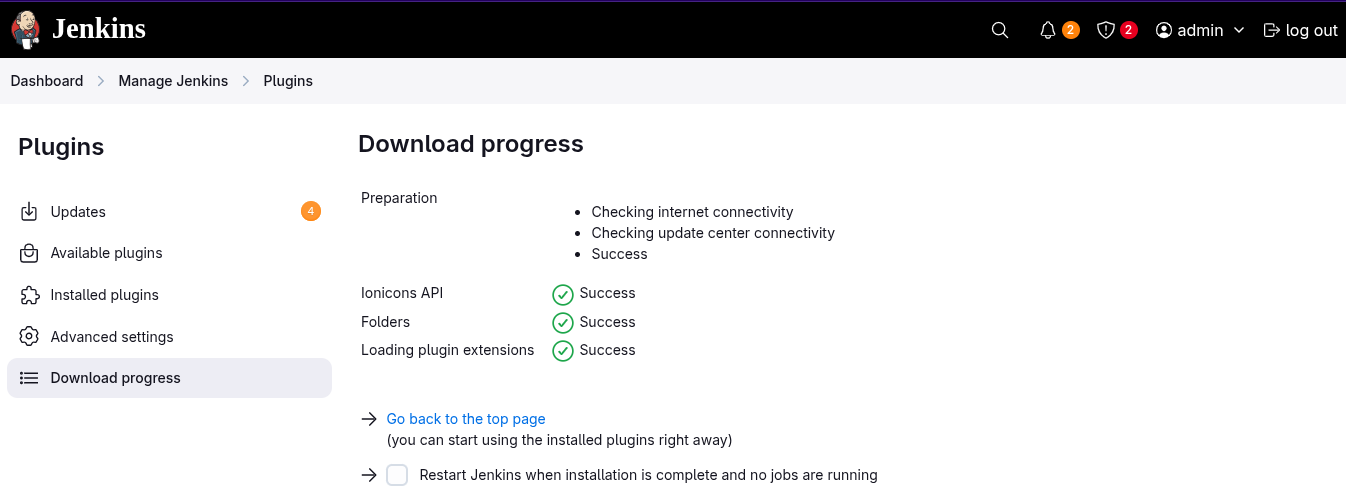 Jenkins
2
2
admin
log out
Dashboard
Manage Jenkins
Plugins
Plugins
Updates
4
Available plugins
Installed plugins
Advanced settings
Download progress
Download progress
Preparation
Checking internet connectivity
Checking update center connectivity
Success
Ionicons API Success
Folders Success
Loading plugin extensions Success
Go back to the top page
(you can start using the installed plugins right away)
Restart Jenkins when installation is complete and no jobs are running